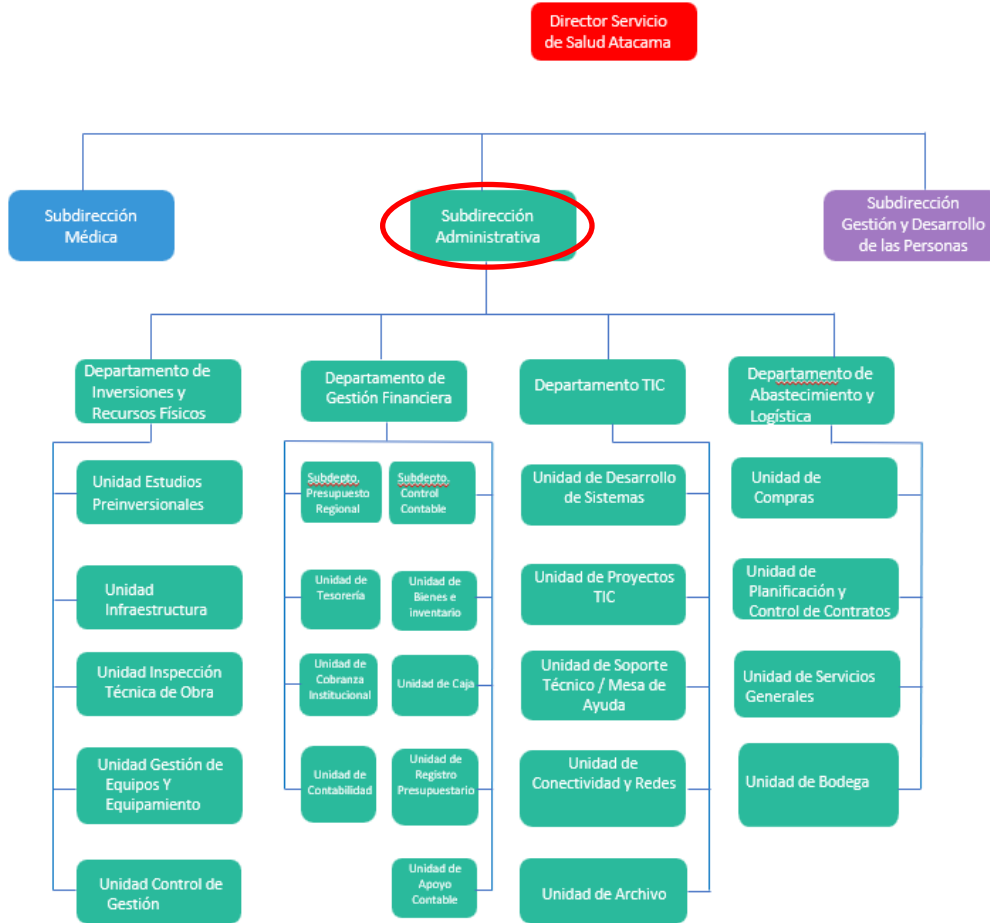 Director Servicio
de Salud Atacama
Subdirección
Médica
Subdirección
Administrativa
Subdirección
Gestión y Desarrollo
de las Personas
Departamento de
Inversiones y
Recursos Físicos
Departamento de
Gestión Financiera
Departamento TIC
Departamento de
Abastecimiento y
Logística
Unidad Estudios
Preinversionales
Unidad
Infraestructura
Unidad Inspección
Técnica de Obra
Unidad Gestión de
Equipos Y
Equipamiento
Unidad Control de
Gestión
Subdepto.
Presupuesto
Regional
Subdepto.
Control
Contable
Unidad de
Tesorería
Unidad de
Bienes e
inventario
Unidad de
Cobranza
Institucional
Unidad de Caja
Unidad de
Contabilidad
Unidad de
Registro
Presupuestario
Unidad de
Apoyo
Contable
Unidad de Desarrollo
de Sistemas
Unidad de Proyectos
TIC
Unidad de Soporte
Técnico / Mesa de
Ayuda
Unidad de
Conectividad y Redes
Unidad de Archivo
Unidad de
Compras
Unidad de
Planificación y
Control de Contratos
Unidad de Servicios
Generales
Unidad de Bodega